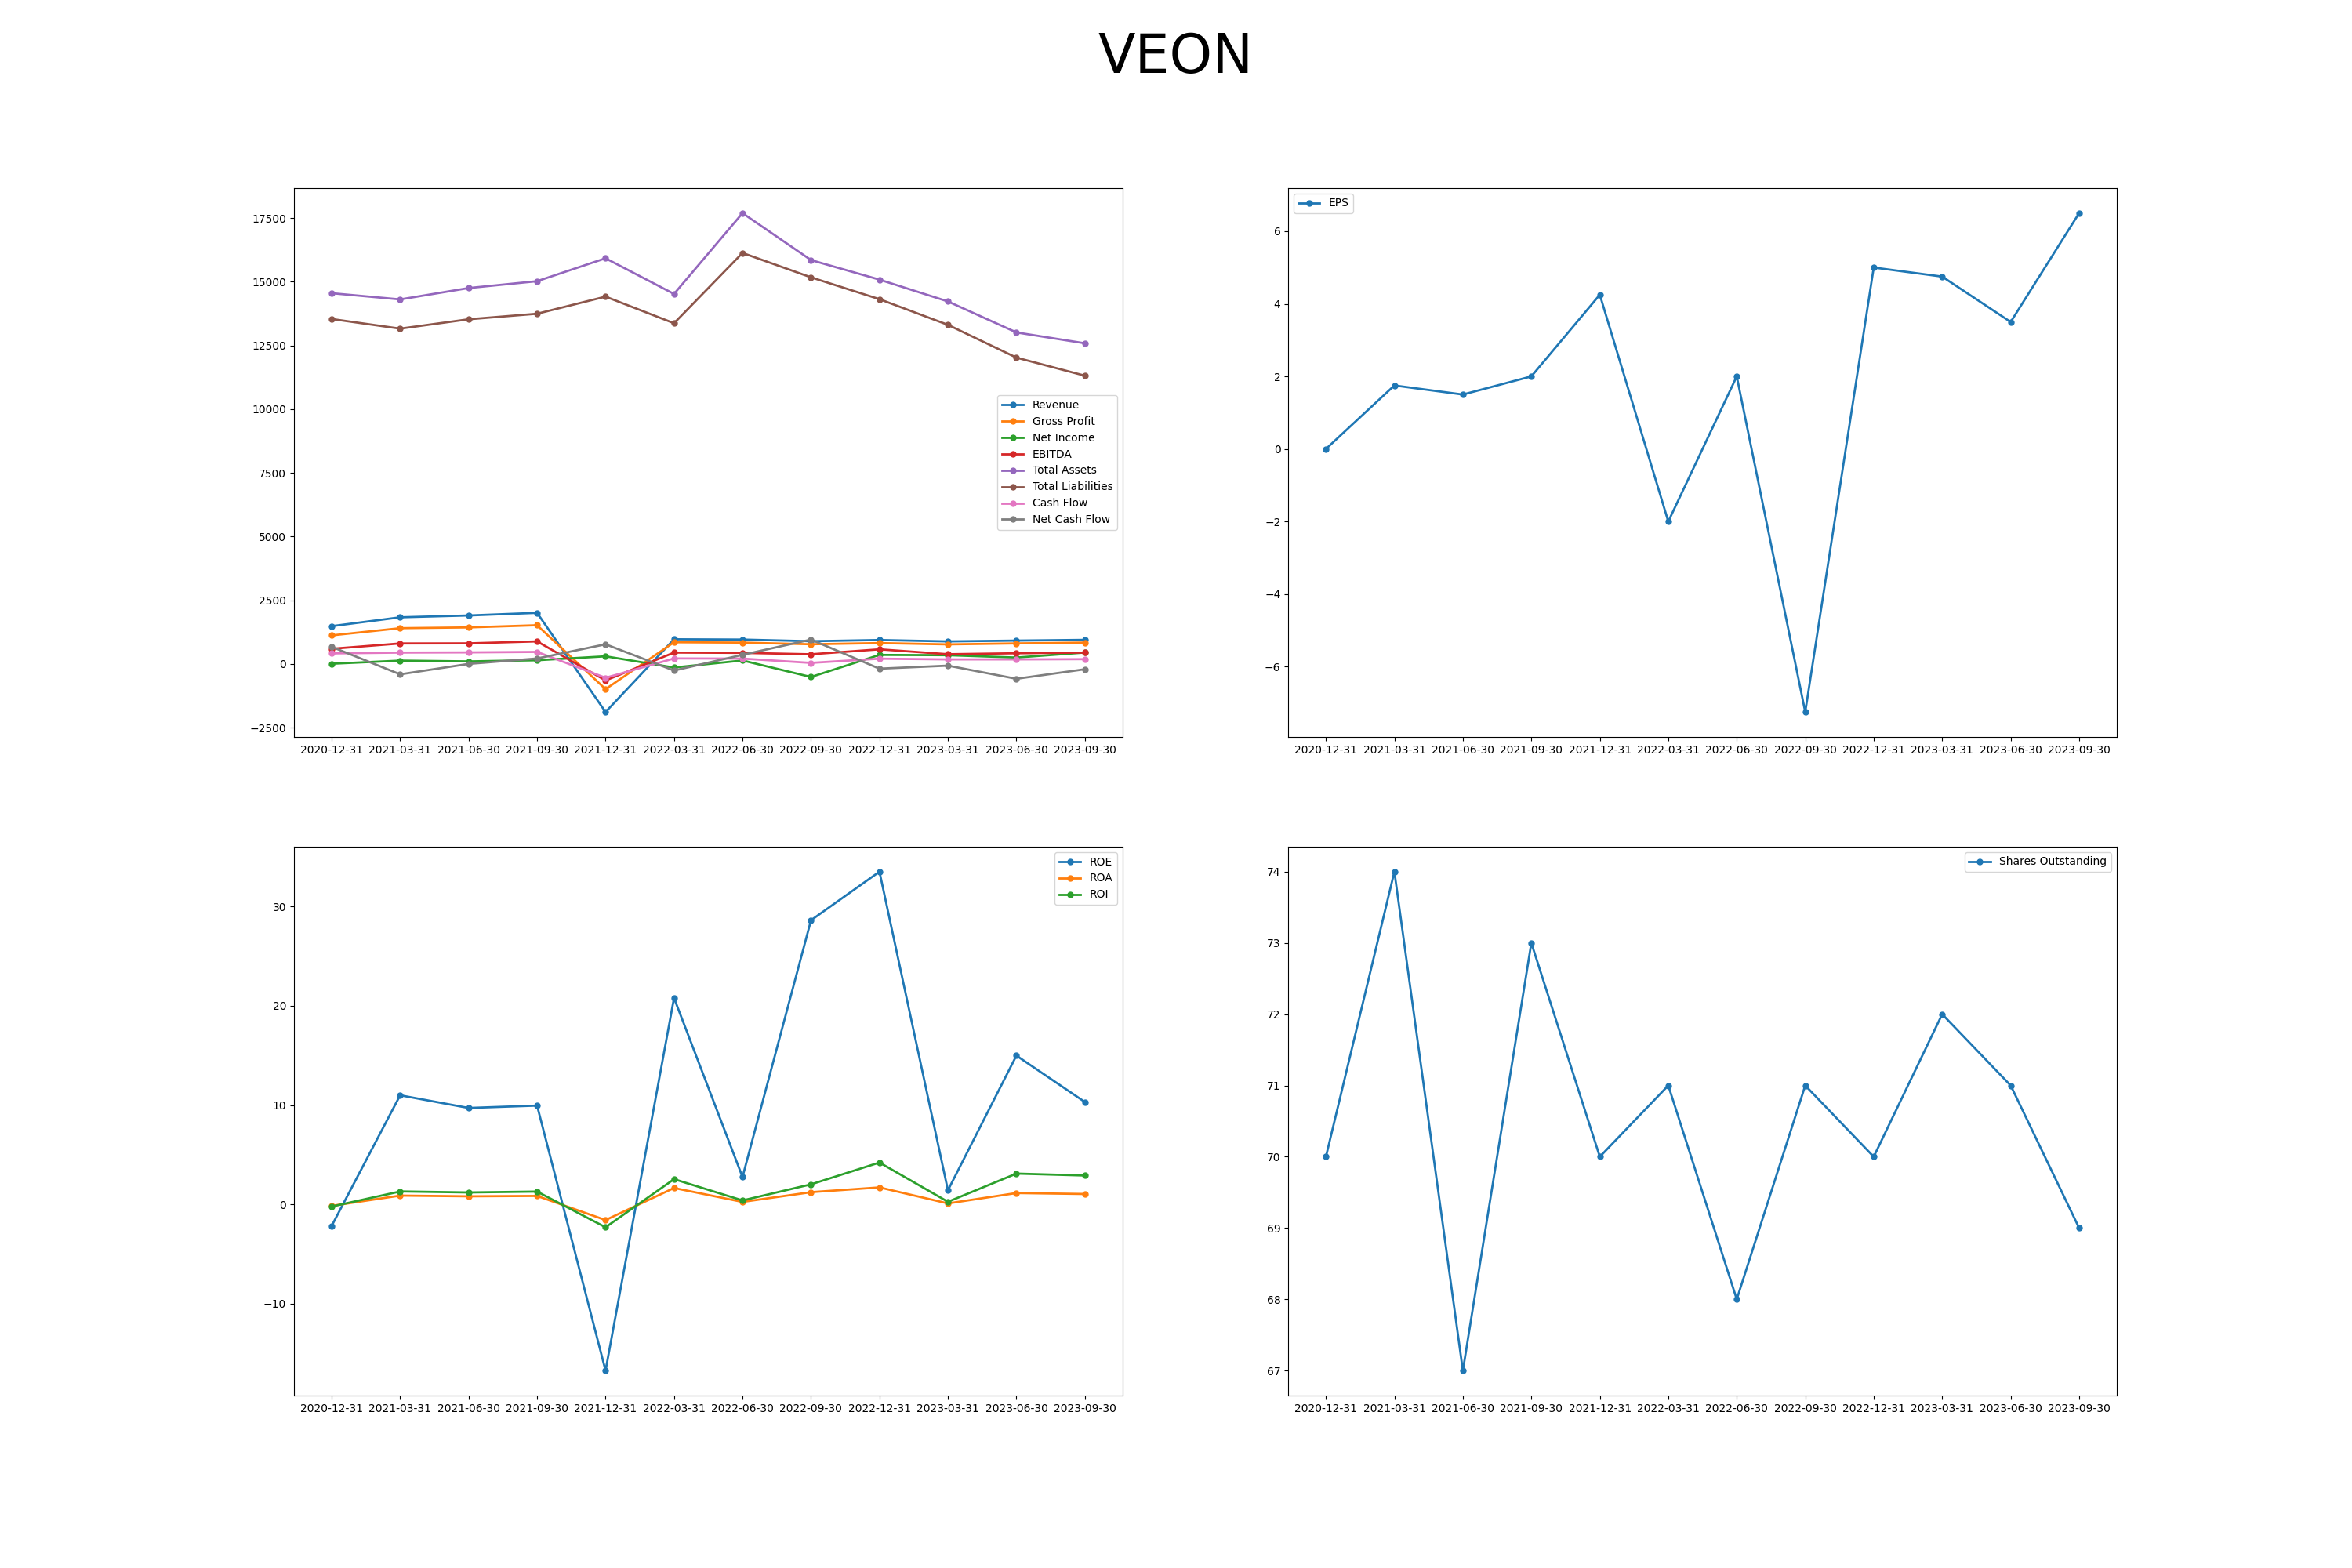 VEON
17500
15000
12500
10000
7500
5000
2500
0
−2500
Revenue
Gross Profit
Net Income
EBITDA
Total Assets
Total Liabilities
Cash Flow
Net Cash Flow
2020-12-31 2021-03-31 2021-06-30 2021-09-30 2021-12-31 2022-03-31 2022-06-30 2022-09-30 2022-12-31 2023-03-31 2023-06-30 2023-09-30
EPS
6
4
2
0
−2
−4
−6
2020-12-31 2021-03-31 2021-06-30 2021-09-30 2021-12-31 2022-03-31 2022-06-30 2022-09-30 2022-12-31 2023-03-31 2023-06-30 2023-09-30
ROE
ROA
ROI
30
20
10
0
−10
2020-12-31 2021-03-31 2021-06-30 2021-09-30 2021-12-31 2022-03-31 2022-06-30 2022-09-30 2022-12-31 2023-03-31 2023-06-30 2023-09-30
Shares Outstanding
74
73
72
71
70
69
68
67
2020-12-31 2021-03-31 2021-06-30 2021-09-30 2021-12-31 2022-03-31 2022-06-30 2022-09-30 2022-12-31 2023-03-31 2023-06-30 2023-09-30